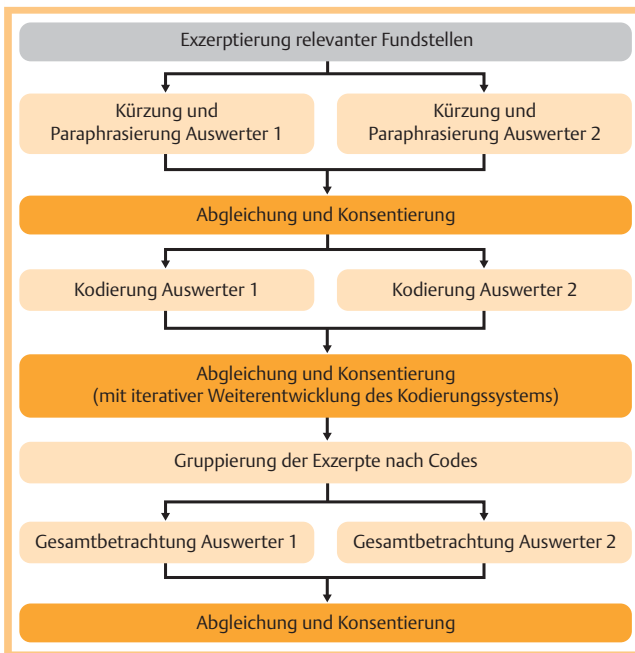 Exzerptierung relevanter Fundstellen
Kürzung und
Paraphrasierung Auswerter 1
Kürzung und
Paraphrasierung Auswerter 2
Abgleichung und Konsentierung
Kodierung Auswerter 1
Kodierung Auswerter 2
Abgleichung und Konsentierung
(mit iterativer Weiterentwicklung des Kodierungssystems)
Gruppierung der Exzerpte nach Codes
Gesamtbetrachtung Auswerter 1
Gesamtbetrachtung Auswerter 2
Abgleichung und Konsentierung